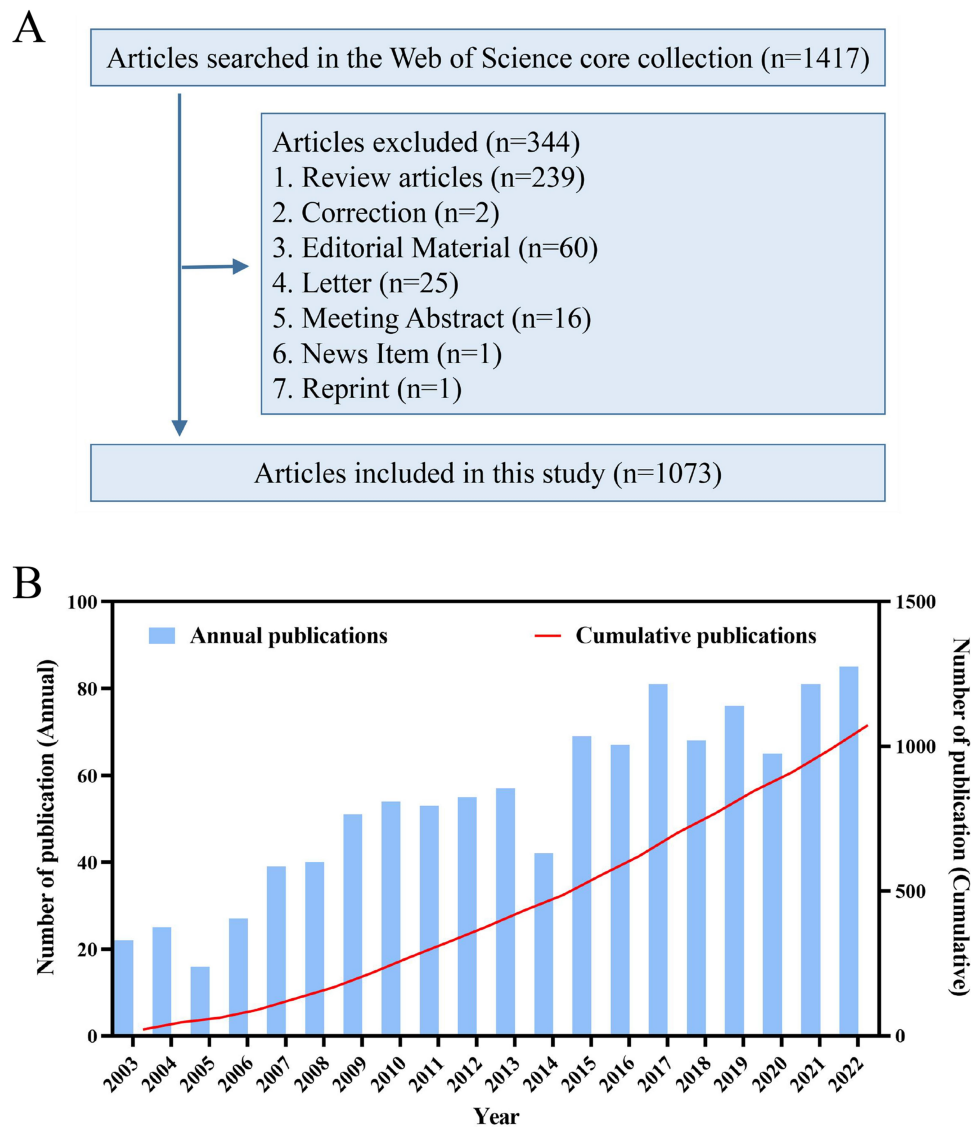 A
Articles searched in the Web of Science core collection (n=1417)
Articles excluded (n=344)
1. Review articles (n=239)
2. Correction (n=2)
3. Editorial Material (n=60)
4. Letter (n=25)
5. Meeting Abstract (n=16)
6. News Item (n=1)
7. Reprint (n=1)
Articles included in this study (n=1073)
B
Annual publications
Cumulative publications
Number of publication (Annual)
100
80
60
40
20
0
1500
1000
500
0
Number of publication (Cumulative)
2003
2004
2005
2006
2007
2008
2009
2010
2011
2012
2013
2014
2015
2016
2017
2018
2019
2020
2021
2022
Year